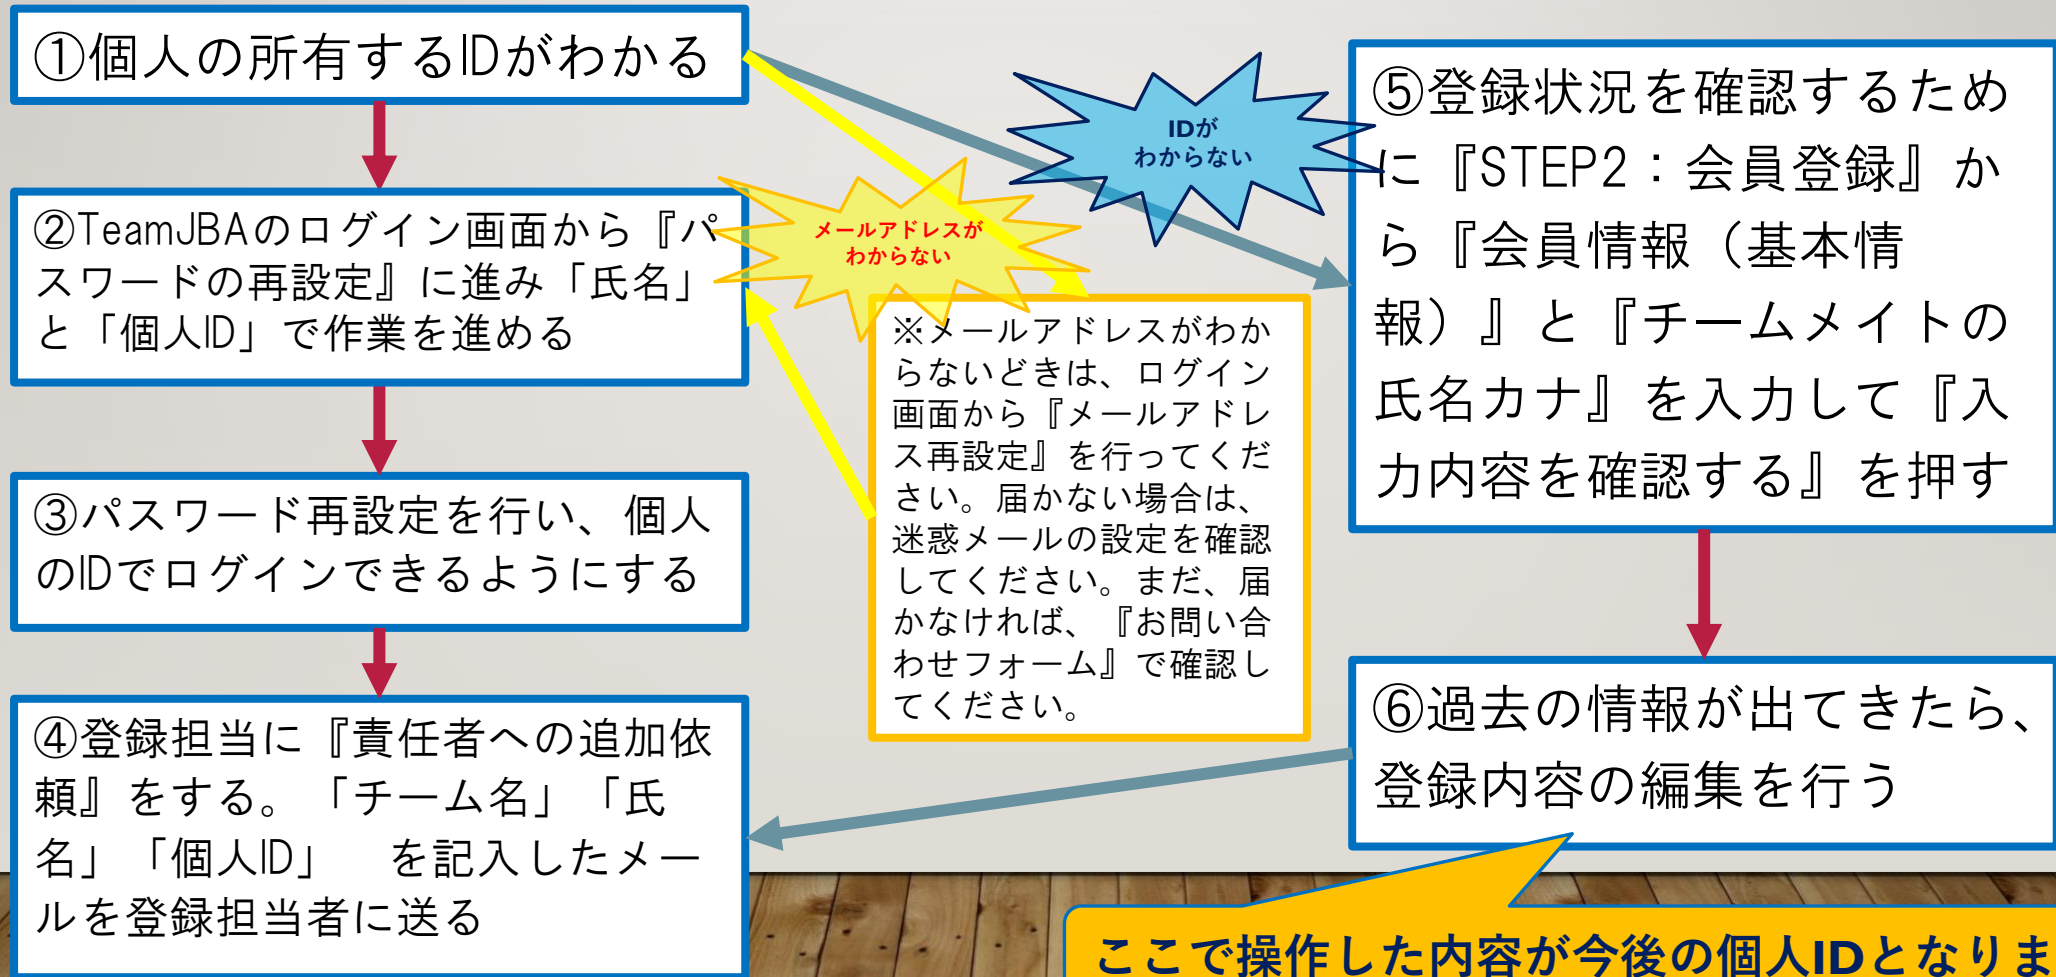 ①個人の所有するIDがわかる
②TeamJBAのログイン画面から『パ
スワードの再設定』に進み「氏名」
と「個人ID」で作業を進める
③パスワード再設定を行い、個人
のIDでログインできるようにする
④登録担当に『責任者への追加依
頼』をする。「チーム名」「氏
名」「個人ID」　を記入したメー
ルを登録担当者に送る
メールアドレスが
わからない
※メールアドレスがわか
らないどきは、ログイン
画面から『メールアドレ
ス再設定』を行ってくだ
さい。届かない場合は、
迷惑メールの設定を確認
してください。まだ、届
かなければ、『お問い合
わせフォーム』で確認し
てください。
IDが
わからない
⑤登録状況を確認するため
に『STEP2：会員登録』か
ら『会員情報（基本情
報）』と『チームメイトの
氏名カナ』を入力して『入
力内容を確認する』を押す
⑥過去の情報が出てきたら、
登録内容の編集を行う
ここで操作した内容が今後の個人IDとなりま